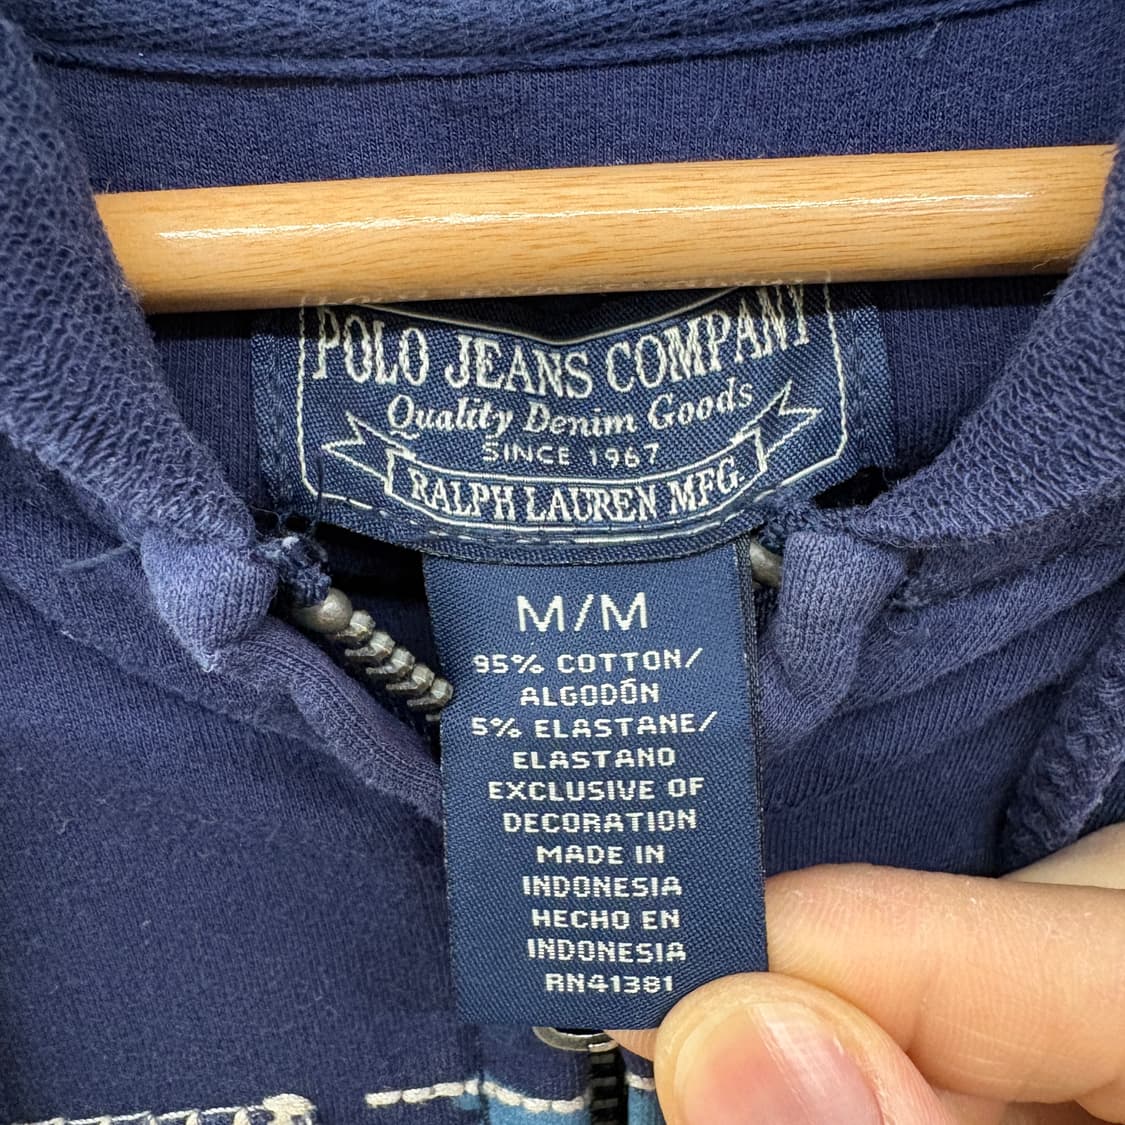 POLO JEANS COMPANY
Quality Denim Goods
SINCE 1967
RALPH LAUREN MFG.
M/M
95% COTTON/
ALGODÓN
5% ELASTANE/
ELASTANO
EXCLUSIVE OF
DECORATION
MADE IN
INDONESIA
HECHO EN
INDONESIA
RN41381